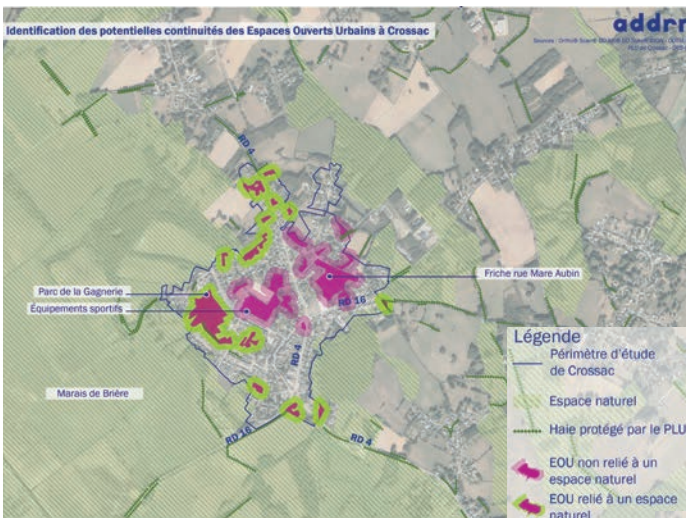 Identification des potentielles continuités des Espaces Ouverts Urbains à Crossac
addrn
RD 4
Friche rue Mare Aubin
Parc de la Gagnerie
RD 16
Équipements sportifs
RD 4
Marais de Brière
RD 16
RD 4
Légende
Périmètre d'étude
de Crossac
Espace naturel
Haie protégé par le PLU
EOU non relié à un
espace naturel
EOU relié à un espace
naturel